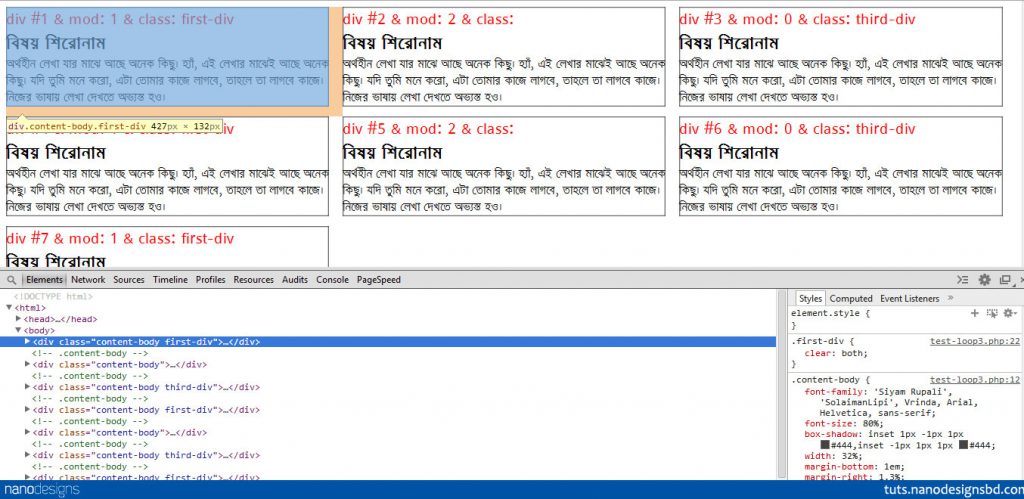 div #1 & mod: 1 & class: first-div
বিষয় শিরোনাম
অর্থহীন লেখা যার মাঝে আছে অনেক কিছু। হ্যাঁ, এই লেখার মাঝেই আছে অনেক
কিছু। যদি তুমি মনে করো, এটা তোমার কাজে লাগবে, তাহলে তা লাগবে কাজে।
নিজের ভাষায় লেখা দেখতে অভ্যস্ত হও।
div #2 & mod: 2 & class:
বিষয় শিরোনাম
অর্থহীন লেখা যার মাঝে আছে অনেক কিছু। হ্যাঁ, এই লেখার মাঝেই আছে অনেক
কিছু। যদি তুমি মনে করো, এটা তোমার কাজে লাগবে, তাহলে তা লাগবে কাজে।
নিজের ভাষায় লেখা দেখতে অভ্যস্ত হও।
div #3 & mod: 0 & class: third-div
বিষয় শিরোনাম
অর্থহীন লেখা যার মাঝে আছে অনেক কিছু। হ্যাঁ, এই লেখার মাঝেই আছে অনেক
কিছু। যদি তুমি মনে করো, এটা তোমার কাজে লাগবে, তাহলে তা লাগবে কাজে।
নিজের ভাষায় লেখা দেখতে অভ্যস্ত হও।
div.content-body.first-div 427px × 132px
-div
বিষয় শিরোনাম
অর্থহীন লেখা যার মাঝে আছে অনেক কিছু। হ্যাঁ, এই লেখার মাঝেই আছে অনেক
কিছু। যদি তুমি মনে করো, এটা তোমার কাজে লাগবে, তাহলে তা লাগবে কাজে।
নিজের ভাষায় লেখা দেখতে অভ্যস্ত হও।
div #5 & mod: 2 & class:
বিষয় শিরোনাম
অর্থহীন লেখা যার মাঝে আছে অনেক কিছু। হ্যাঁ, এই লেখার মাঝেই আছে অনেক
কিছু। যদি তুমি মনে করো, এটা তোমার কাজে লাগবে, তাহলে তা লাগবে কাজে।
নিজের ভাষায় লেখা দেখতে অভ্যস্ত হও।
div #6 & mod: 0 & class: third-div
বিষয় শিরোনাম
অর্থহীন লেখা যার মাঝে আছে অনেক কিছু। হ্যাঁ, এই লেখার মাঝেই আছে অনেক
কিছু। যদি তুমি মনে করো, এটা তোমার কাজে লাগবে, তাহলে তা লাগবে কাজে।
নিজের ভাষায় লেখা দেখতে অভ্যস্ত হও।
div #7 & mod: 1 & class: first-div
বিষয় শিরোনাম
Elements Network Sources Timeline Profiles Resources Audits Console PageSpeed
<!DOCTYPE html>
<html>
<head>…</head>
<body>
<div class="content-body first-div">…</div>
<!-- .content-body -->
<div class="content-body">…</div>
<!-- .content-body -->
<div class="content-body third-div">…</div>
<!-- .content-body -->
<div class="content-body first-div">…</div>
<!-- .content-body -->
<div class="content-body">…</div>
<!-- .content-body -->
<div class="content-body third-div">…</div>
<!-- .content-body -->
<div class="content-body first-div">…</div>
Styles Computed Event Listeners »
element.style {
}
.first-div { test-loop3.php:22
clear: both;
}
.content-body { test-loop3.php:12
font-family: 'Siyam Rupali',
'SolaimanLipi', Vrinda, Arial,
Helvetica, sans-serif;
font-size: 80%;
box-shadow: inset 1px -1px 1px
#444,inset -1px 1px 1px #444;
width: 32%;
margin-bottom: 1em;
margin-right: 1.3%;
nanodesigns
tuts.nanodesignsbd.com